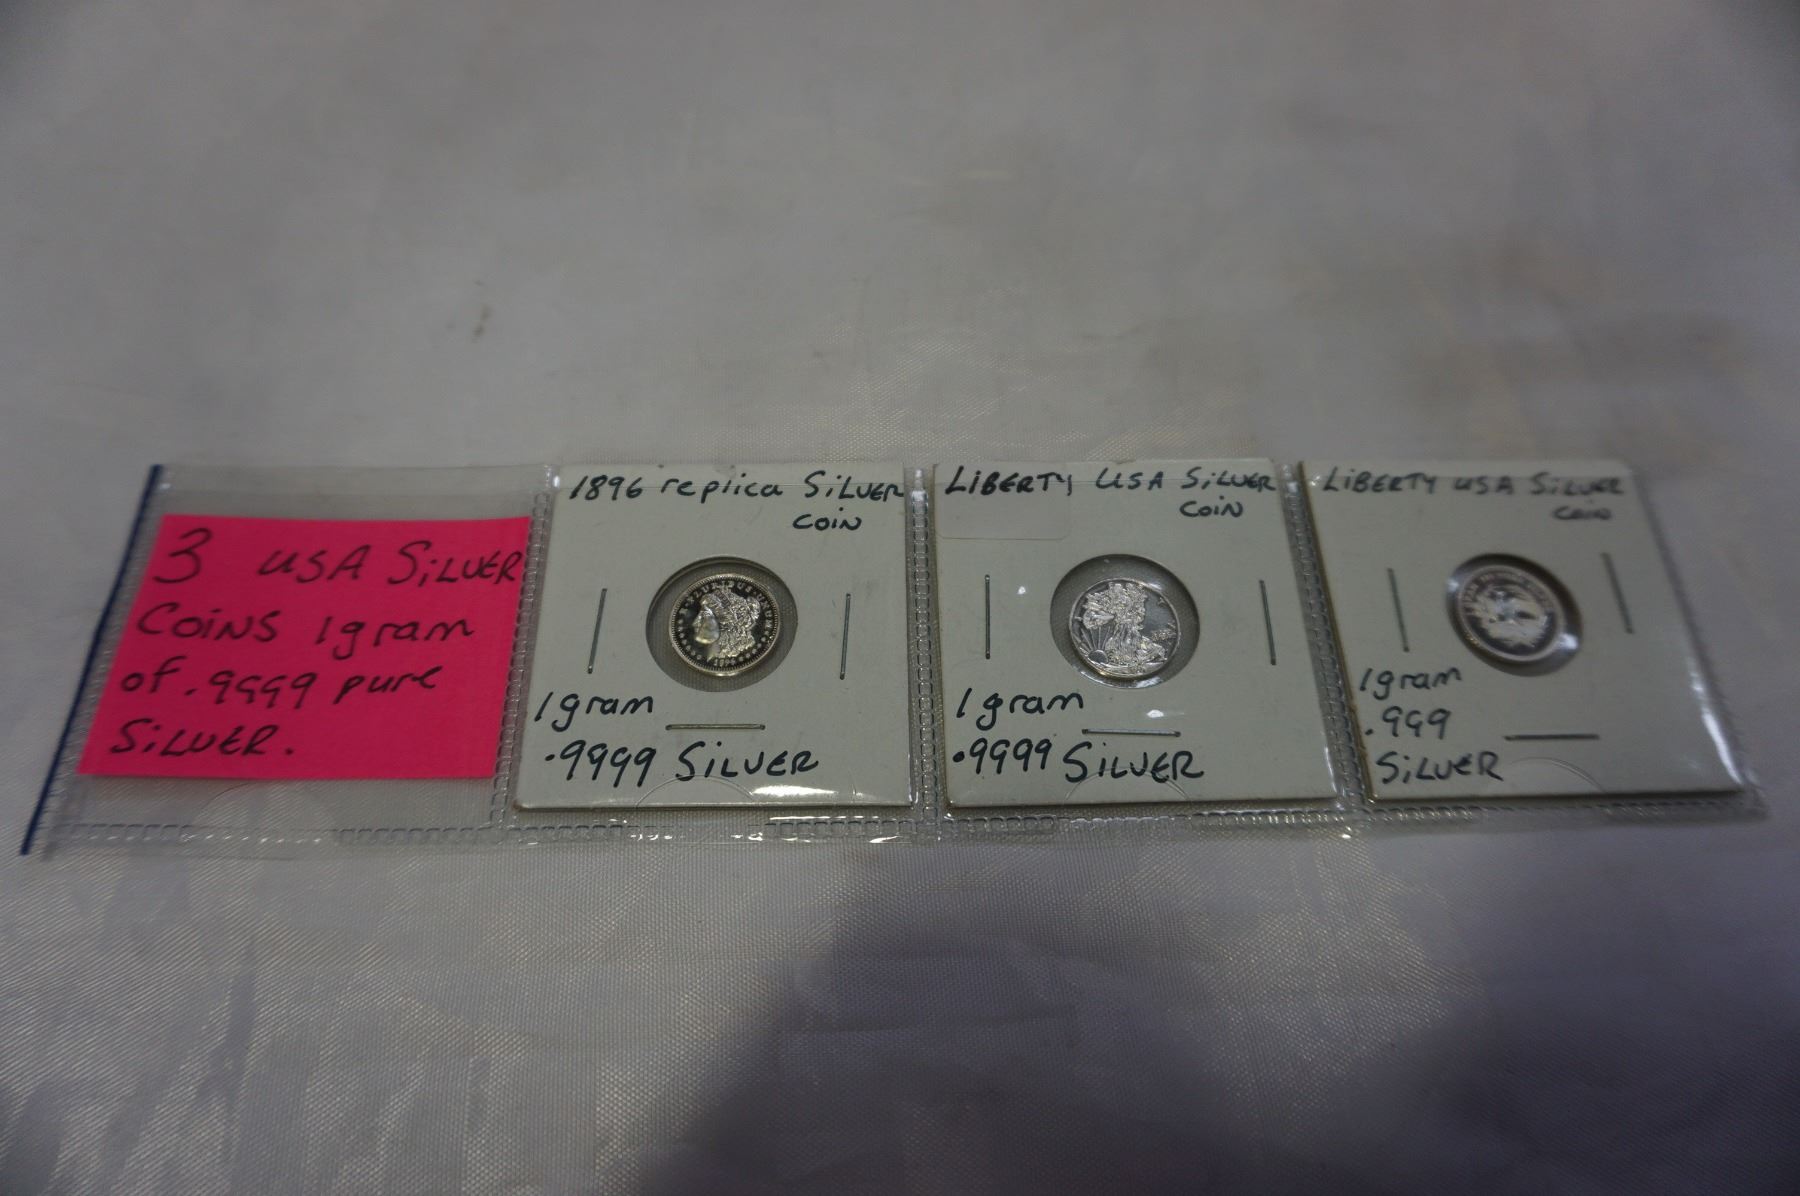 3 USA SiLVER
COiNS 1gram
of .9999 pure
SiLVER.
1896 replica SiLVER
COiN
1gram
.9999 SiLVER
LiBERTY USA SiLVER
COiN
1gram
.9999 SiLVER
LiBERTY USA SiLVER
COiN
1gram
.999
SiLVER
1896